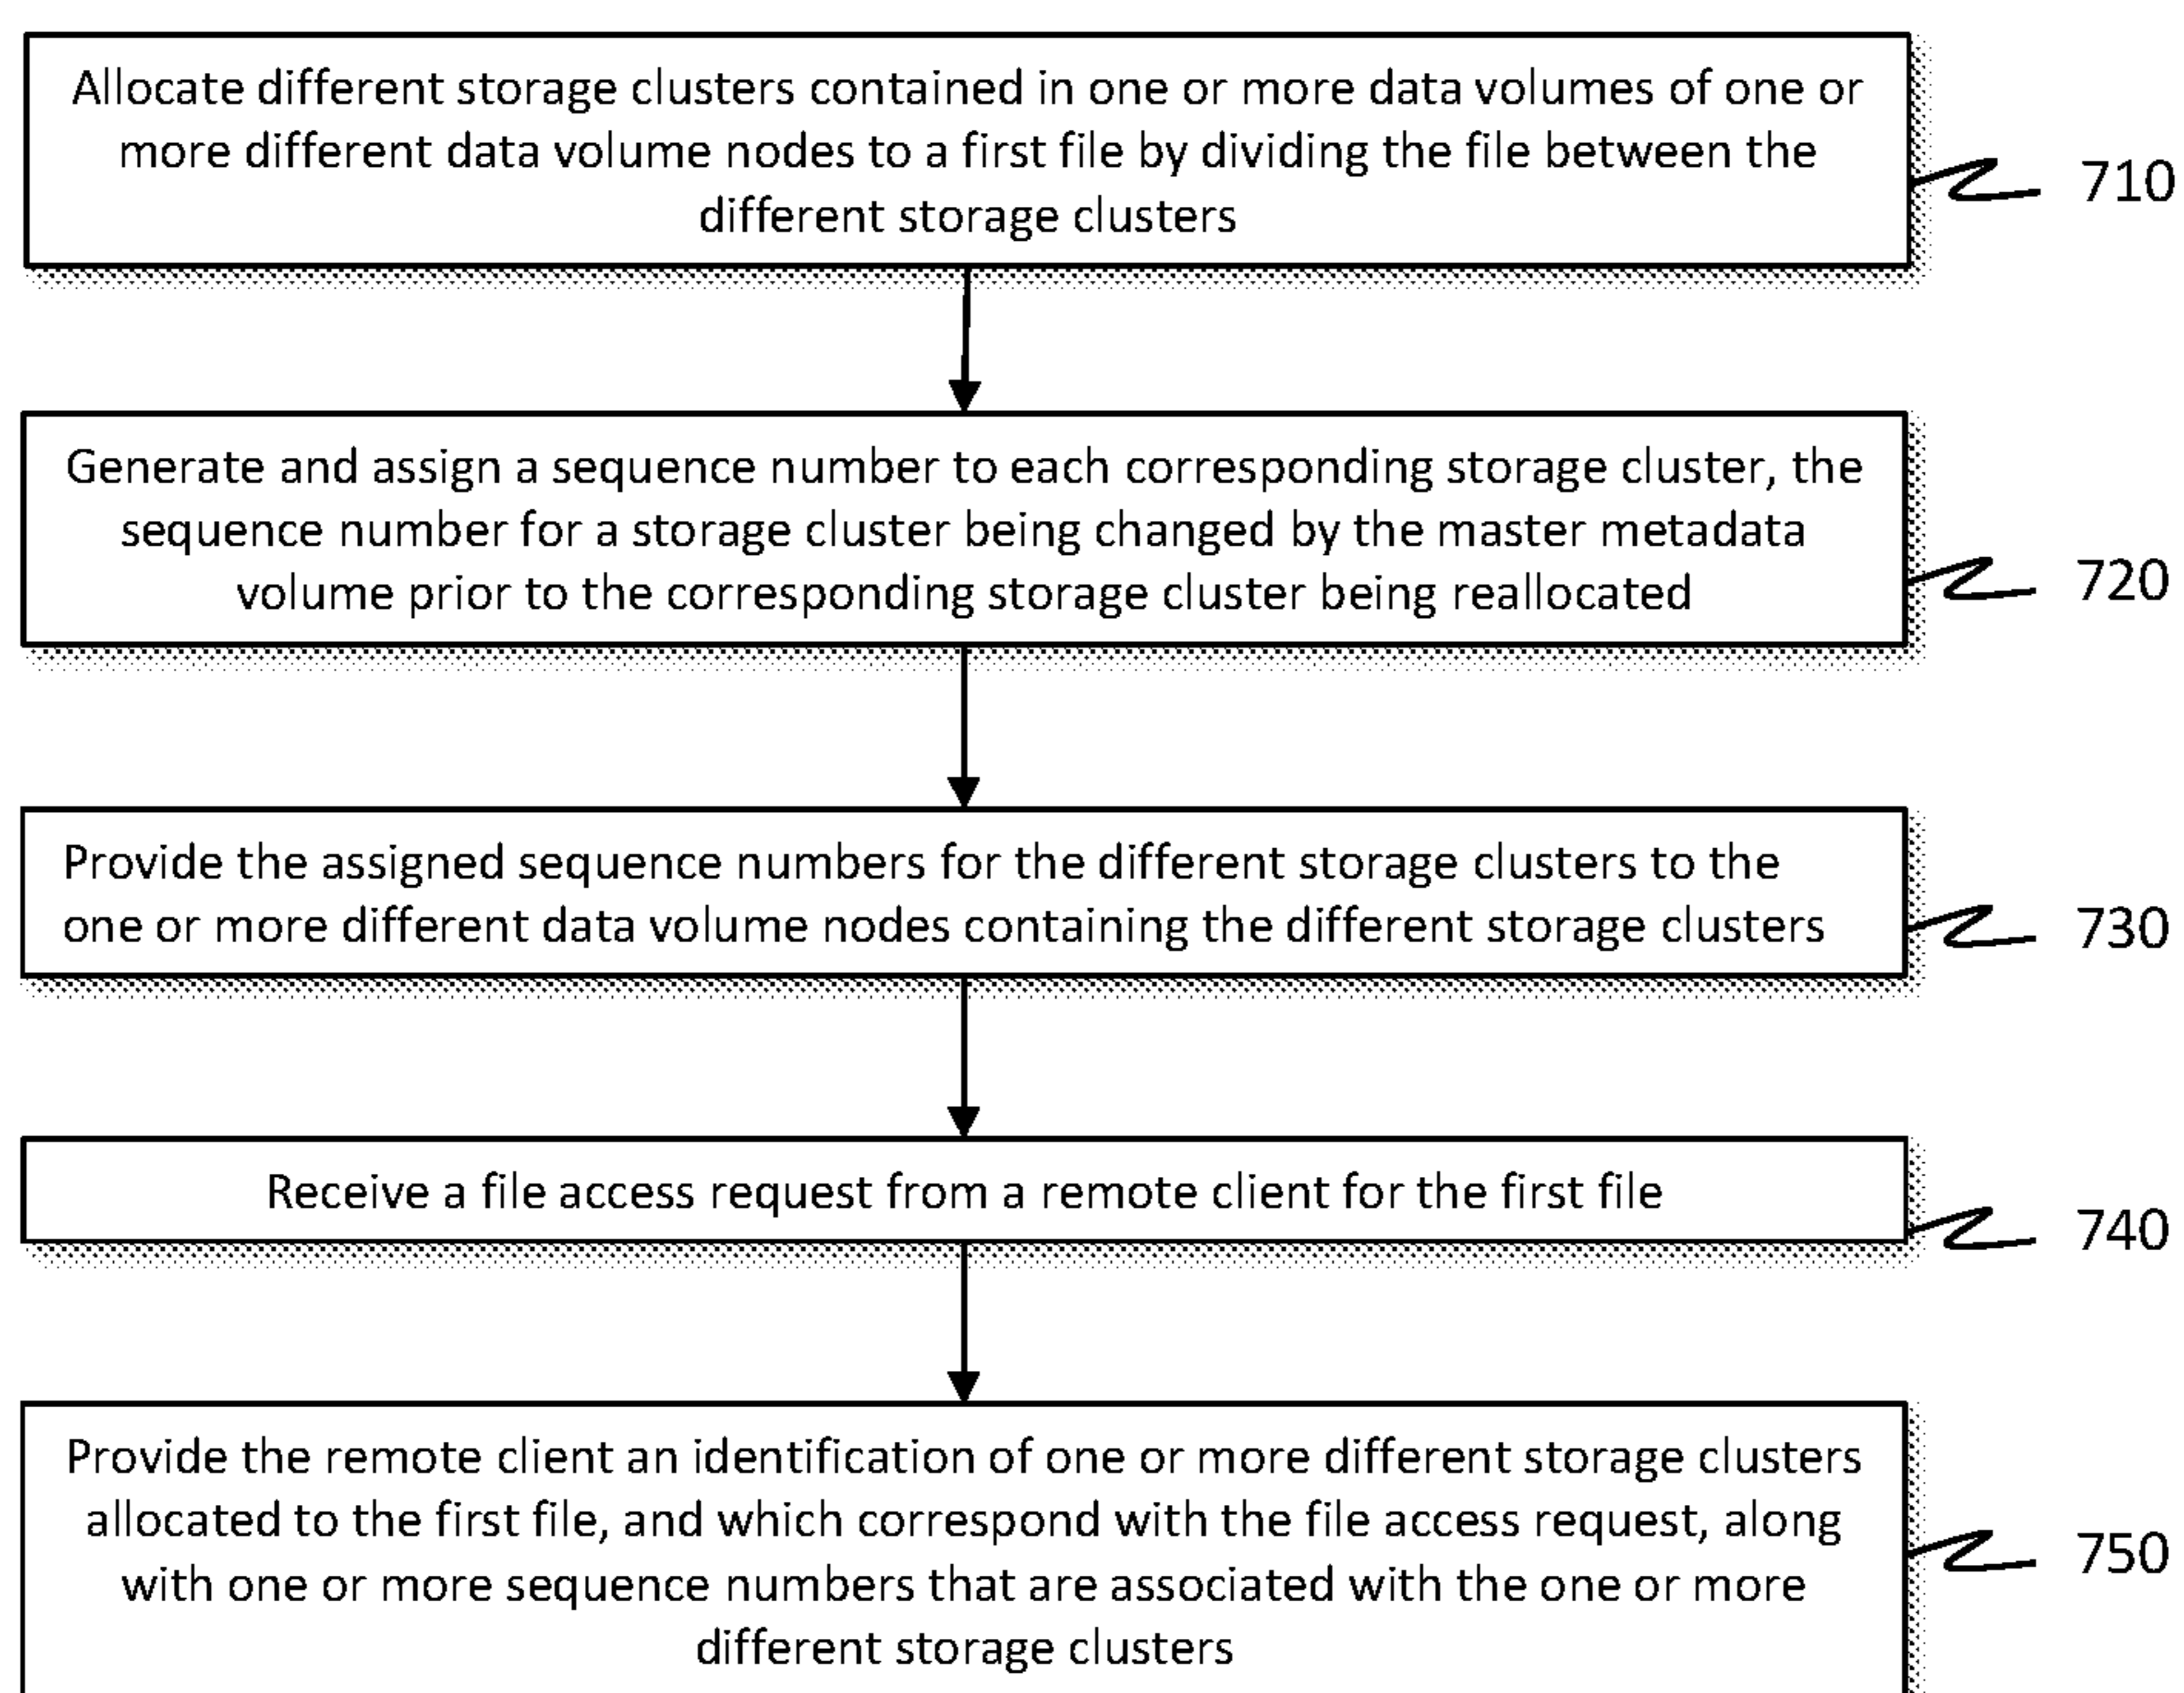 Allocate different storage clusters contained in one or more data volumes of one or
more different data volume nodes to a first file by dividing the file between the
different storage clusters
710
Generate and assign a sequence number to each corresponding storage cluster, the
sequence number for a storage cluster being changed by the master metadata
volume prior to the corresponding storage cluster being reallocated
720
Provide the assigned sequence numbers for the different storage clusters to the
one or more different data volume nodes containing the different storage clusters
730
Receive a file access request from a remote client for the first file
740
Provide the remote client an identification of one or more different storage clusters
allocated to the first file, and which correspond with the file access request, along
with one or more sequence numbers that are associated with the one or more
different storage clusters
750